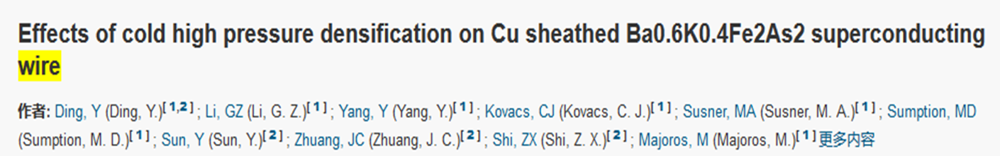 Effects of cold high pressure densification on Cu sheathed Ba0.6K0.4Fe2As2 superconducting
wire
作者: Ding, Y (Ding, Y.)[ 1,2 ] ; Li, GZ (Li, G. Z.)[ 1 ] ; Yang, Y (Yang, Y.)[ 1 ] ; Kovacs, CJ (Kovacs, C. J.)[ 1 ] ; Susner, MA (Susner, M. A.)[ 1 ] ; Sumption, MD
(Sumption, M. D.)[ 1 ] ; Sun, Y (Sun, Y.)[ 2 ] ; Zhuang, JC (Zhuang, J. C.)[ 2 ] ; Shi, ZX (Shi, Z. X.)[ 2 ] ; Majoros, M (Majoros, M.)[ 1 ] 更多内容